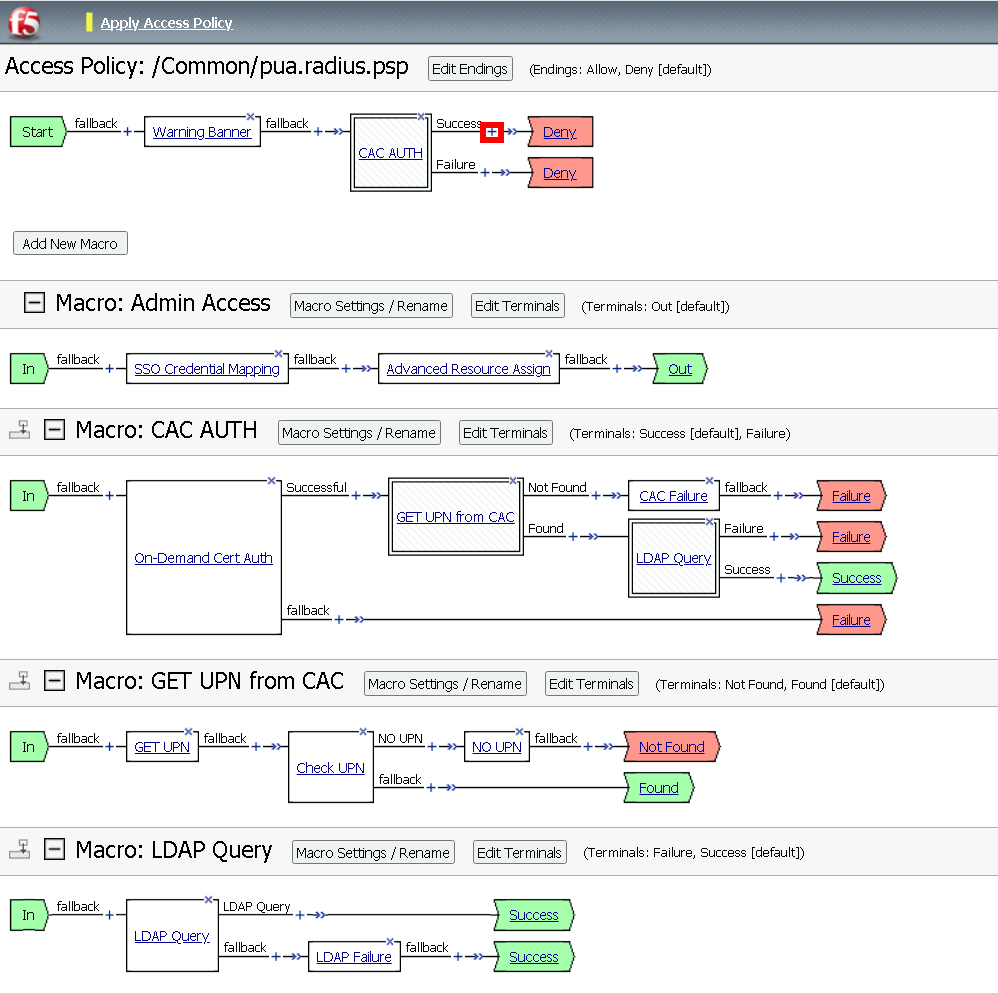 f5 Apply Access Policy
Access Policy: /Common/pua.radius.psp Edit Endings (Endings: Allow, Deny [default])
Start fallback + Warning Banner fallback + CAC AUTH Success + Deny
Failure + Deny
Add New Macro
Macro: Admin Access Macro Settings / Rename Edit Terminals (Terminals: Out [default])
In fallback + SSO Credential Mapping fallback + Advanced Resource Assign fallback + Out
Macro: CAC AUTH Macro Settings / Rename Edit Terminals (Terminals: Success [default], Failure)
In fallback + On-Demand Cert Auth Successful + GET UPN from CAC Not Found + CAC Failure fallback + Failure
Found + LDAP Query Failure + Failure
Success + Success
fallback + Failure
Macro: GET UPN from CAC Macro Settings / Rename Edit Terminals (Terminals: Not Found, Found [default])
In fallback + GET UPN fallback + Check UPN NO UPN + NO UPN fallback + Not Found
fallback + Found
Macro: LDAP Query Macro Settings / Rename Edit Terminals (Terminals: Failure, Success [default])
In fallback + LDAP Query LDAP Query + Success
fallback + LDAP Failure fallback + Success